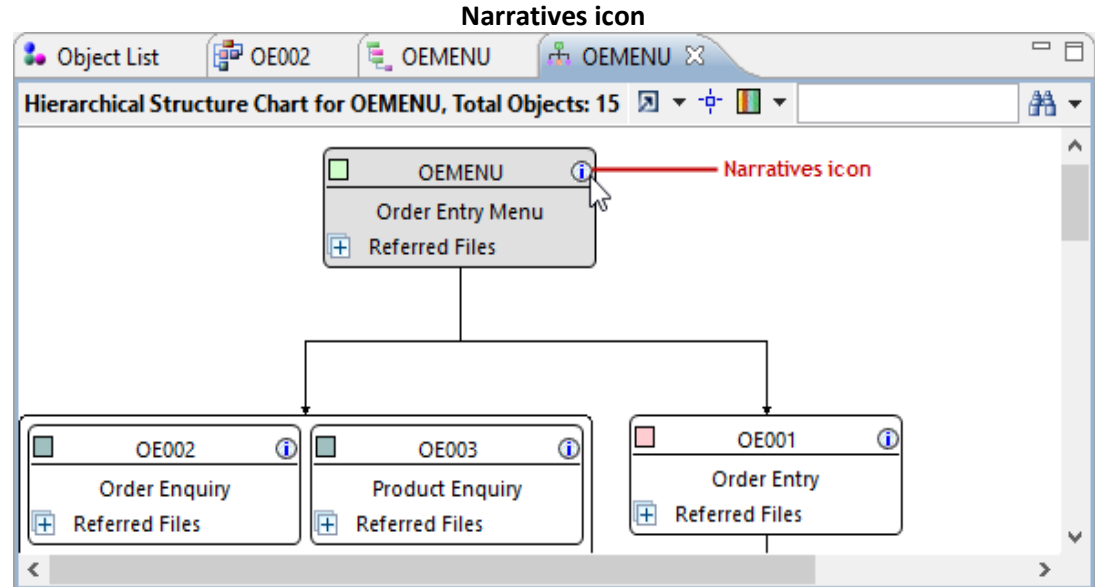 Narratives icon
Object List OE002 OEMENU OEMENU
Hierarchical Structure Chart for OEMENU, Total Objects: 15
OEMENU
Narratives icon
Order Entry Menu
Referred Files
OE002 OE003 OE001
Order Enquiry Product Enquiry Order Entry
Referred Files Referred Files Referred Files